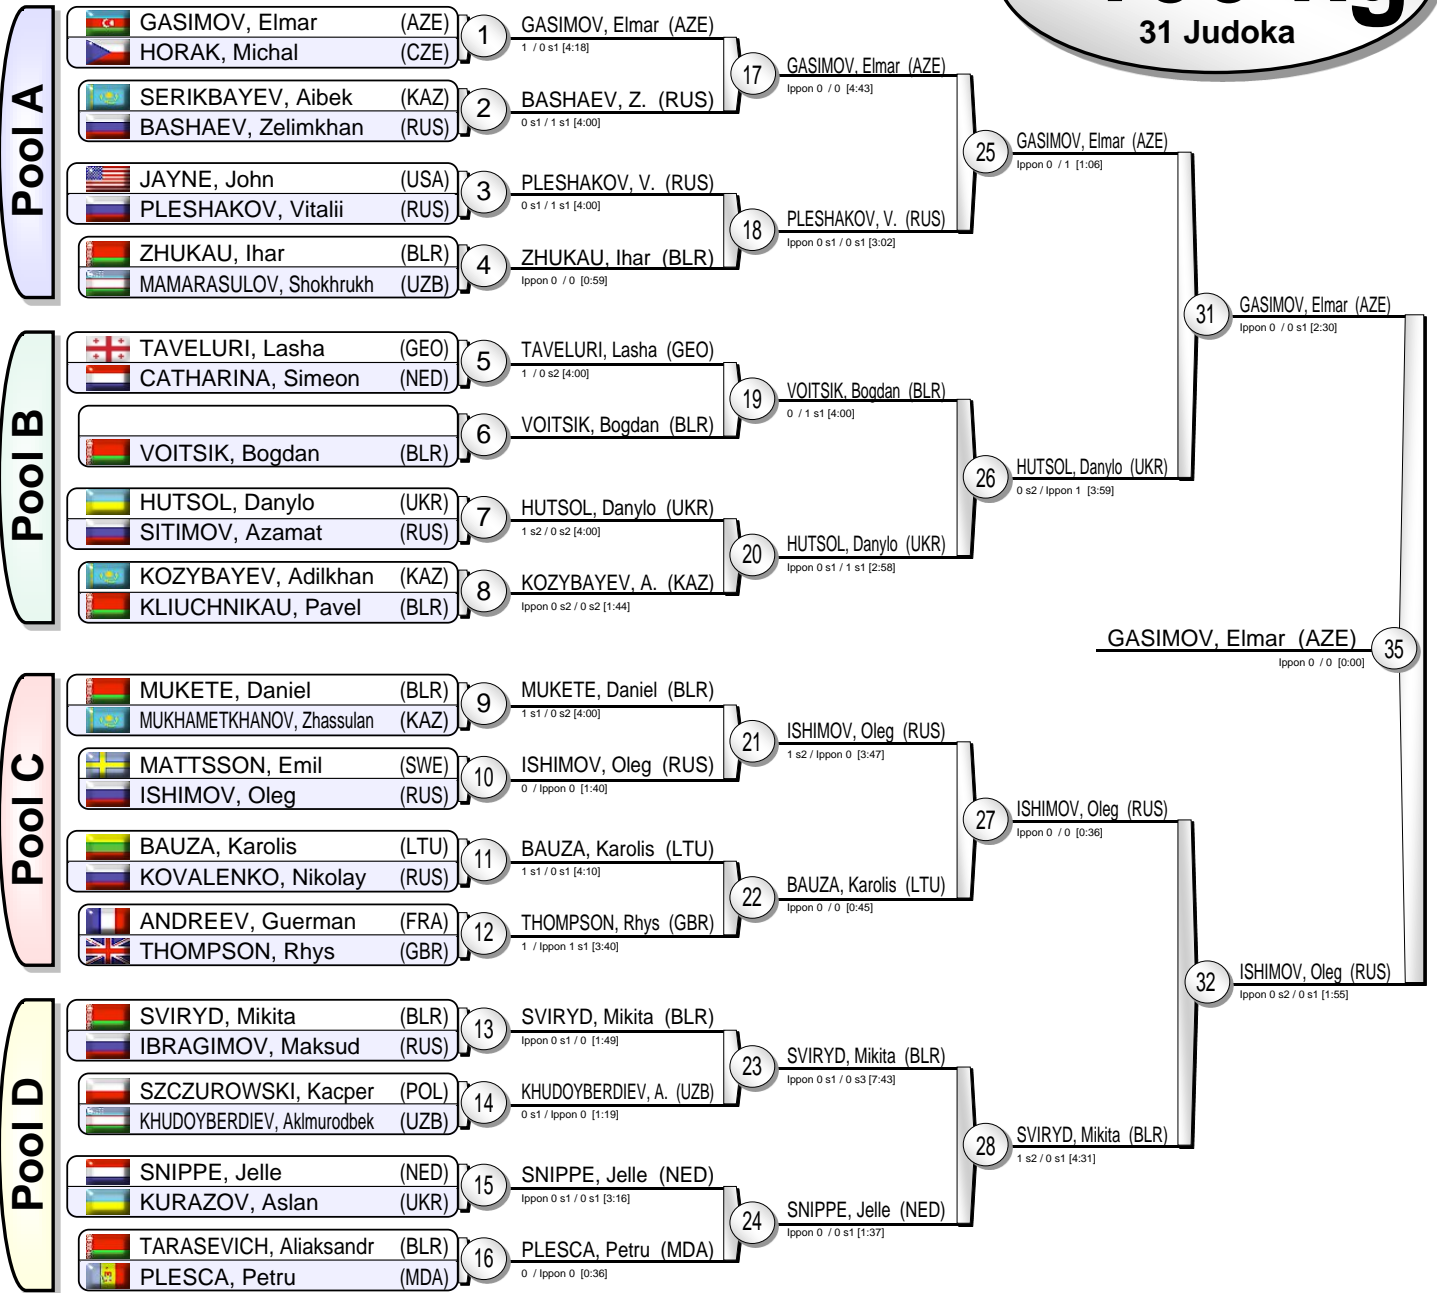 31 Judoka
Pool A
GASIMOV, Elmar (AZE)
HORAK, Michal (CZE)
1
GASIMOV, Elmar (AZE)
1 / 0 s1 [4:18]
SERIKBAYEV, Aibek (KAZ)
BASHAEV, Zelimkhan (RUS)
2
BASHAEV, Z. (RUS)
0 s1 / 1 s1 [4:00]
17
GASIMOV, Elmar (AZE)
Ippon 0 / 0 [4:43]
JAYNE, John (USA)
PLESHAKOV, Vitalii (RUS)
3
PLESHAKOV, V. (RUS)
0 s1 / 1 s1 [4:00]
ZHUKAU, Ihar (BLR)
MAMARASULOV, Shokhrukh (UZB)
4
ZHUKAU, Ihar (BLR)
Ippon 0 / 0 [0:59]
18
PLESHAKOV, V. (RUS)
Ippon 0 s1 / 0 s1 [3:02]
25
GASIMOV, Elmar (AZE)
Ippon 0 / 1 [1:06]
Pool B
TAVELURI, Lasha (GEO)
CATHARINA, Simeon (NED)
5
TAVELURI, Lasha (GEO)
1 / 0 s2 [4:00]
VOITSIK, Bogdan (BLR)
6
VOITSIK, Bogdan (BLR)
19
VOITSIK, Bogdan (BLR)
0 / 1 s1 [4:00]
HUTSOL, Danylo (UKR)
SITIMOV, Azamat (RUS)
7
HUTSOL, Danylo (UKR)
1 s2 / 0 s2 [4:00]
KOZYBAYEV, Adilkhan (KAZ)
KLIUCHNIKAU, Pavel (BLR)
8
KOZYBAYEV, A. (KAZ)
Ippon 0 s2 / 0 s2 [1:44]
20
HUTSOL, Danylo (UKR)
Ippon 0 s1 / 1 s1 [2:58]
26
HUTSOL, Danylo (UKR)
0 s2 / Ippon 1 [3:59]
31
GASIMOV, Elmar (AZE)
Ippon 0 / 0 s1 [2:30]
GASIMOV, Elmar (AZE)
Ippon 0 / 0 [0:00]
35
Pool C
MUKETE, Daniel (BLR)
MUKHAMETKHANOV, Zhassulan (KAZ)
9
MUKETE, Daniel (BLR)
1 s1 / 0 s2 [4:00]
MATTSSON, Emil (SWE)
ISHIMOV, Oleg (RUS)
10
ISHIMOV, Oleg (RUS)
0 / Ippon 0 [1:40]
21
ISHIMOV, Oleg (RUS)
1 s2 / Ippon 0 [3:47]
BAUZA, Karolis (LTU)
KOVALENKO, Nikolay (RUS)
11
BAUZA, Karolis (LTU)
1 s1 / 0 s1 [4:10]
ANDREEV, Guerman (FRA)
THOMPSON, Rhys (GBR)
12
THOMPSON, Rhys (GBR)
1 / Ippon 1 s1 [3:40]
22
BAUZA, Karolis (LTU)
Ippon 0 / 0 [0:45]
27
ISHIMOV, Oleg (RUS)
Ippon 0 / 0 [0:36]
Pool D
SVIRYD, Mikita (BLR)
IBRAGIMOV, Maksud (RUS)
13
SVIRYD, Mikita (BLR)
Ippon 0 s1 / 0 [1:49]
SZCZUROWSKI, Kacper (POL)
KHUDOYBERDIEV, Aklmurodbek (UZB)
14
KHUDOYBERDIEV, A. (UZB)
0 s1 / Ippon 0 [1:19]
23
SVIRYD, Mikita (BLR)
Ippon 0 s1 / 0 s3 [7:43]
SNIPPE, Jelle (NED)
KURAZOV, Aslan (UKR)
15
SNIPPE, Jelle (NED)
Ippon 0 s1 / 0 s1 [3:16]
TARASEVICH, Aliaksandr (BLR)
PLESCA, Petru (MDA)
16
PLESCA, Petru (MDA)
0 / Ippon 0 [0:36]
24
SNIPPE, Jelle (NED)
Ippon 0 / 0 s1 [1:37]
28
SVIRYD, Mikita (BLR)
1 s2 / 0 s1 [4:31]
32
ISHIMOV, Oleg (RUS)
Ippon 0 s2 / 0 s1 [1:55]